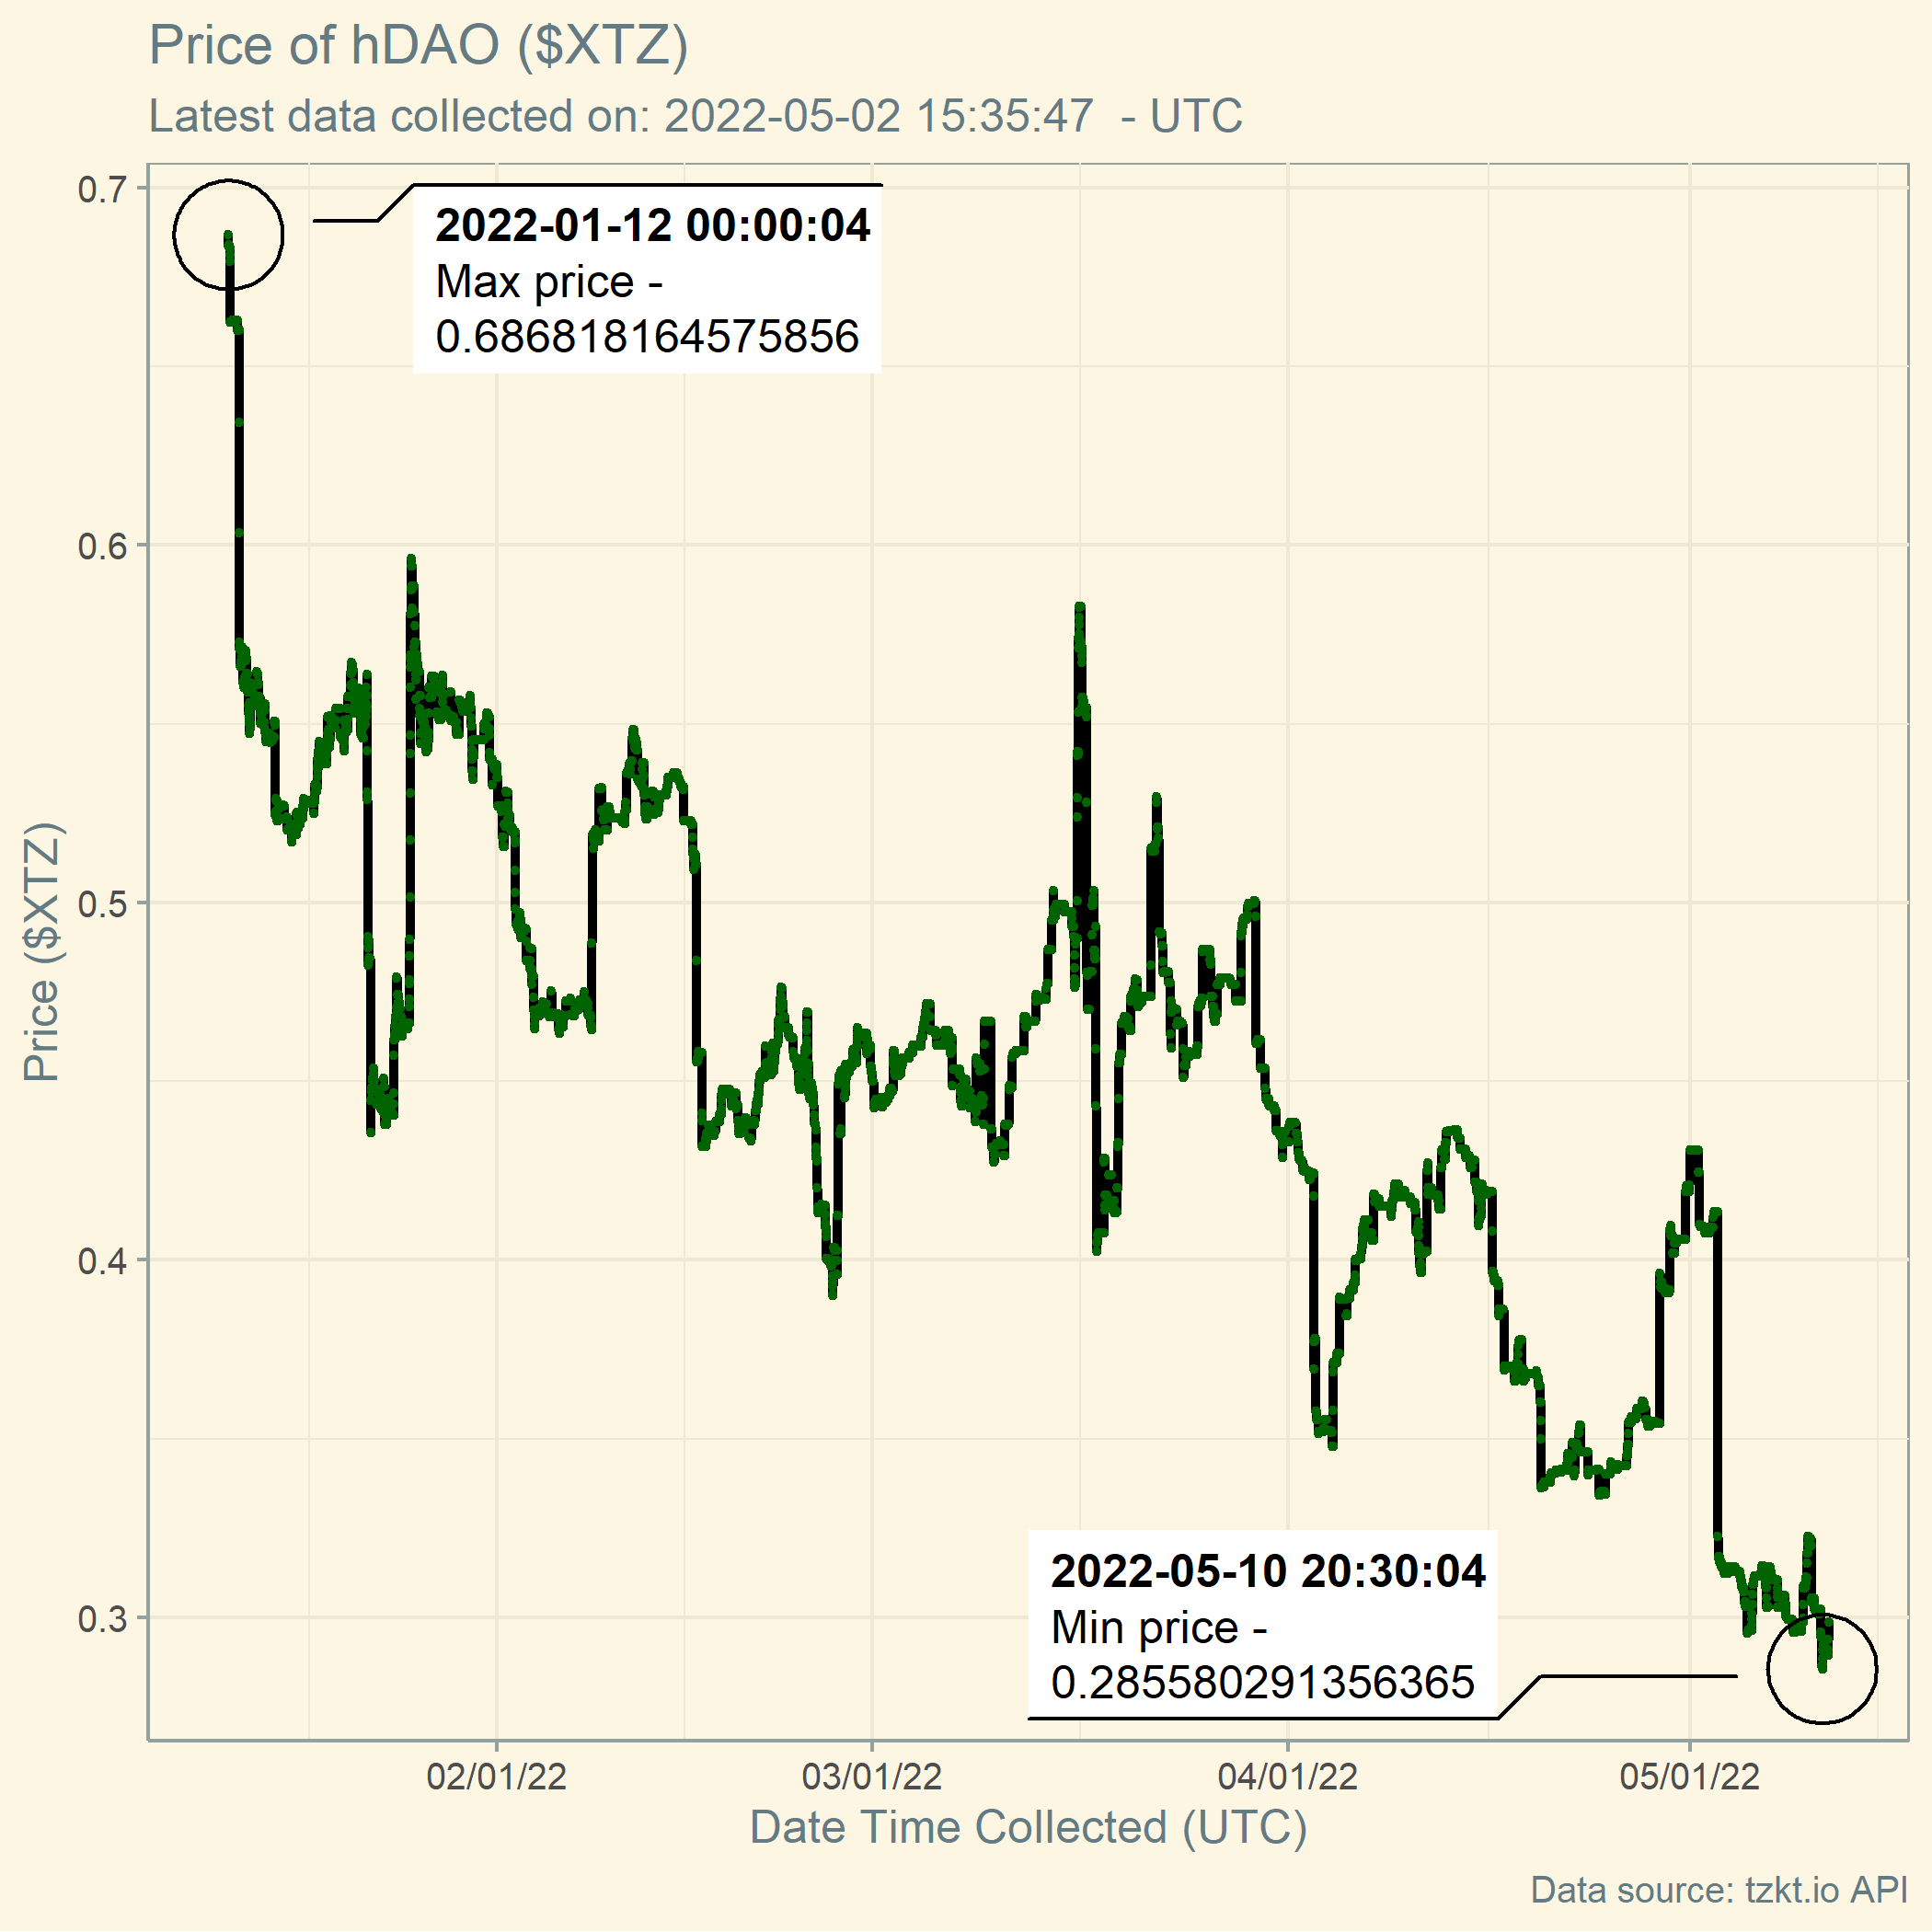 Price of hDAO ($XTZ)
Latest data collected on: 2022-05-02 15:35:47  - UTC
0.7
0.6
0.5
0.4
0.3
Price ($XTZ)
2022-01-12 00:00:04
Max price -
0.686818164575856
2022-05-10 20:30:04
Min price -
0.285580291356365
02/01/22
03/01/22
04/01/22
05/01/22
Date Time Collected (UTC)
Data source: tzkt.io API